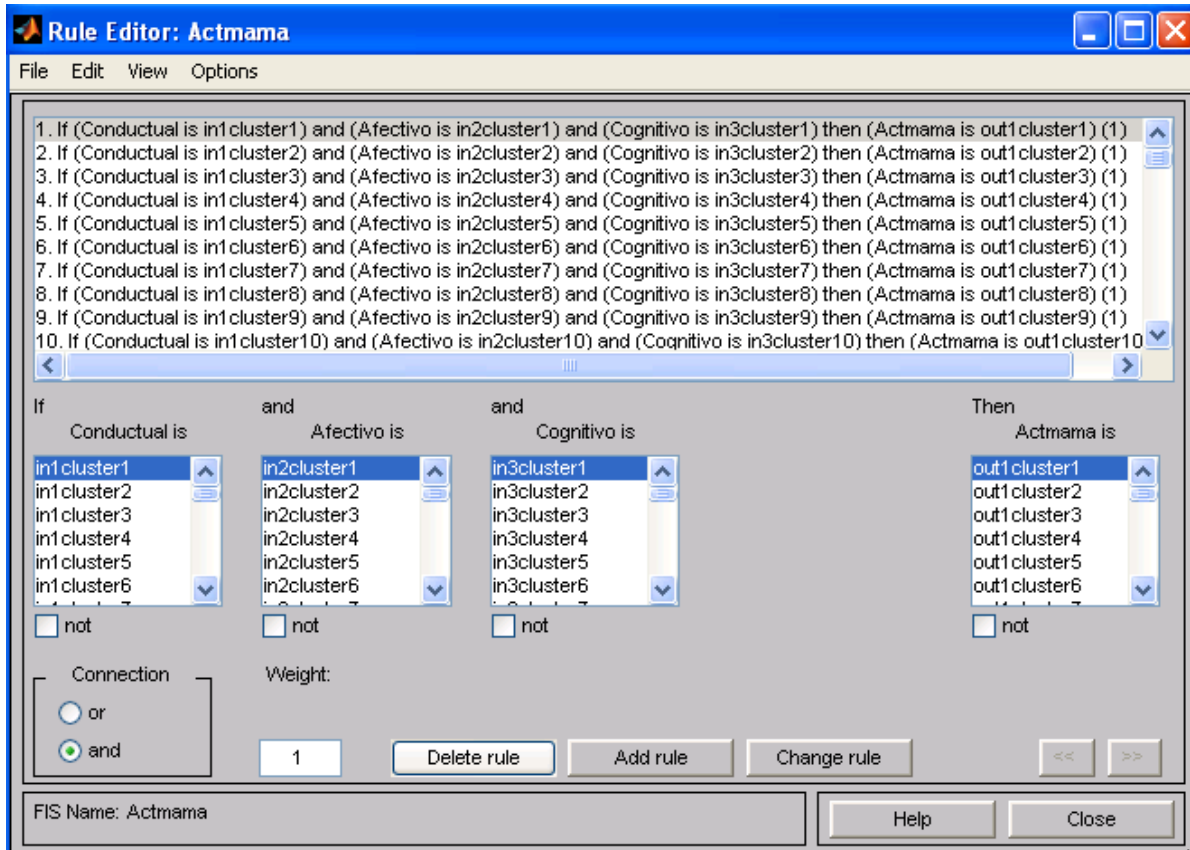 Rule Editor: Actmama
File Edit View Options
1. If (Conductual is in1cluster1) and (Afectivo is in2cluster1) and (Cognitivo is in3cluster1) then (Actmama is out1cluster1) (1)
2. If (Conductual is in1cluster2) and (Afectivo is in2cluster2) and (Cognitivo is in3cluster2) then (Actmama is out1cluster2) (1)
3. If (Conductual is in1cluster3) and (Afectivo is in2cluster3) and (Cognitivo is in3cluster3) then (Actmama is out1cluster3) (1)
4. If (Conductual is in1cluster4) and (Afectivo is in2cluster4) and (Cognitivo is in3cluster4) then (Actmama is out1cluster4) (1)
5. If (Conductual is in1cluster5) and (Afectivo is in2cluster5) and (Cognitivo is in3cluster5) then (Actmama is out1cluster5) (1)
6. If (Conductual is in1cluster6) and (Afectivo is in2cluster6) and (Cognitivo is in3cluster6) then (Actmama is out1cluster6) (1)
7. If (Conductual is in1cluster7) and (Afectivo is in2cluster7) and (Cognitivo is in3cluster7) then (Actmama is out1cluster7) (1)
8. If (Conductual is in1cluster8) and (Afectivo is in2cluster8) and (Cognitivo is in3cluster8) then (Actmama is out1cluster8) (1)
9. If (Conductual is in1cluster9) and (Afectivo is in2cluster9) and (Cognitivo is in3cluster9) then (Actmama is out1cluster9) (1)
10. If (Conductual is in1cluster10) and (Afectivo is in2cluster10) and (Cognitivo is in3cluster10) then (Actmama is out1cluster10
If and and Then
Conductual is Afectivo is Cognitivo is Actmama is
in1cluster1 in2cluster1 in3cluster1 out1cluster1
in1cluster2 in2cluster2 in3cluster2 out1cluster2
in1cluster3 in2cluster3 in3cluster3 out1cluster3
in1cluster4 in2cluster4 in3cluster4 out1cluster4
in1cluster5 in2cluster5 in3cluster5 out1cluster5
in1cluster6 in2cluster6 in3cluster6 out1cluster6
not not not not
Connection Weight:
or
and 1 Delete rule Add rule Change rule << >>
FIS Name: Actmama Help Close